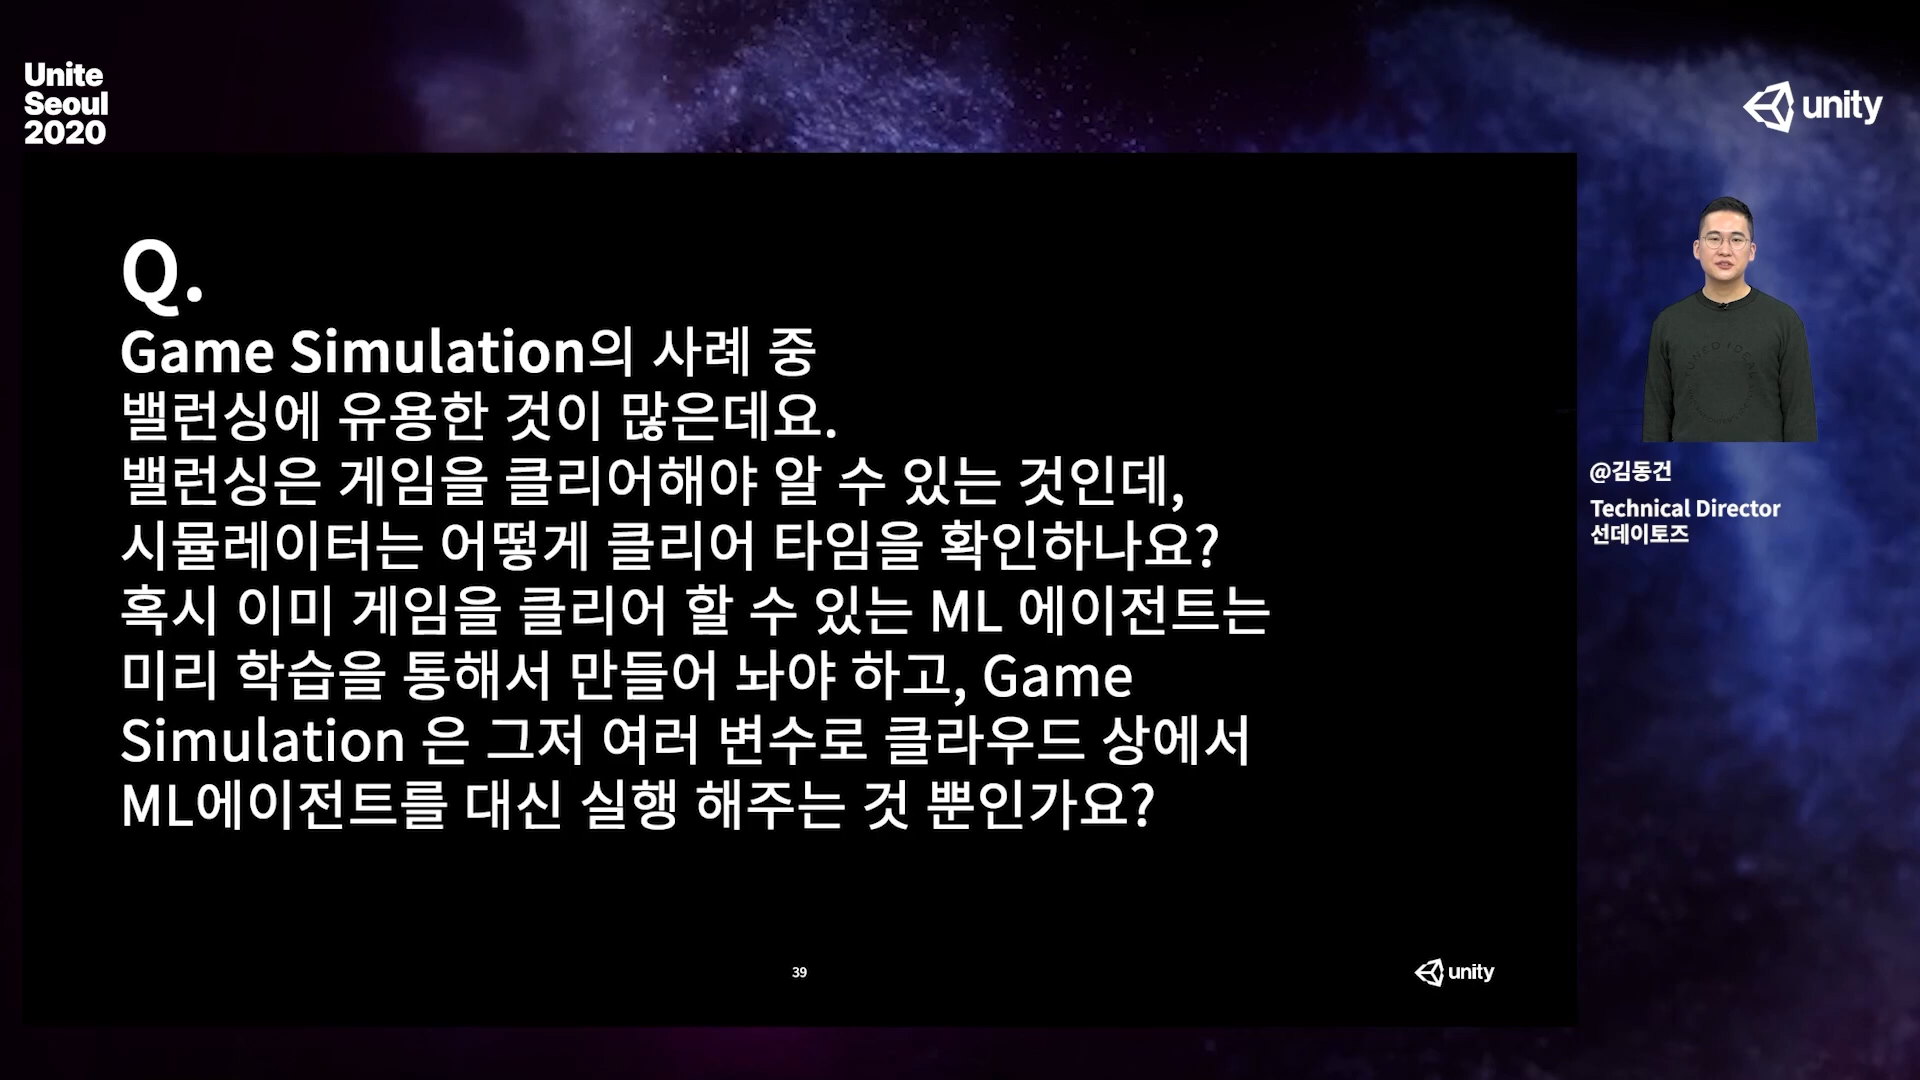 Unite
Seoul
2020
unity
Q.
Game Simulation의 사례 중
밸런싱에 유용한 것이 많은데요.
밸런싱은 게임을 클리어해야 알 수 있는 것인데,
시뮬레이터는 어떻게 클리어 타임을 확인하나요?
혹시 이미 게임을 클리어 할 수 있는 ML 에이전트는
미리 학습을 통해서 만들어 놔야 하고, Game
Simulation 은 그저 여러 변수로 클라우드 상에서
ML에이전트를 대신 실행 해주는 것 뿐인가요?
39
unity
@김동건
Technical Director
선데이토즈